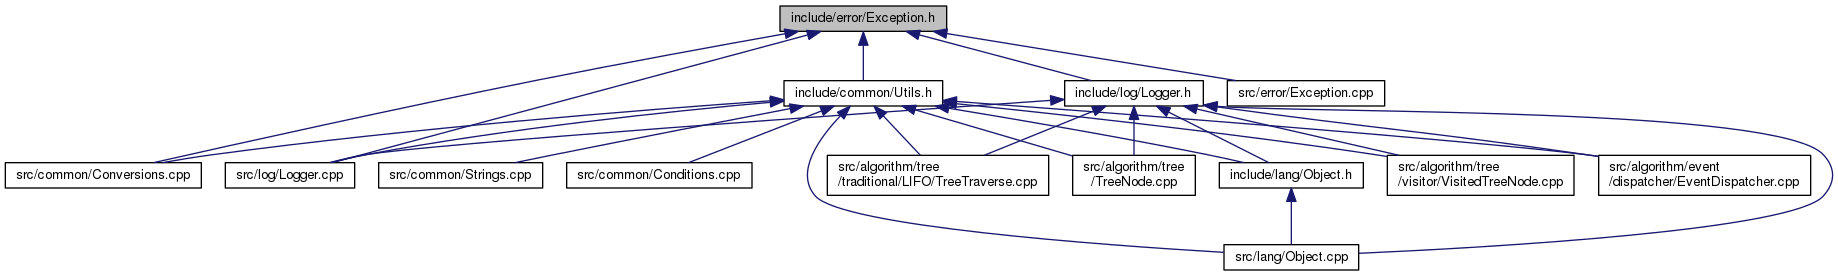 include/error/Exception.h
include/common/Utils.h
include/log/Logger.h
src/error/Exception.cpp
src/common/Conversions.cpp
src/log/Logger.cpp
src/common/Strings.cpp
src/common/Conditions.cpp
src/algorithm/tree
/traditional/LIFO/TreeTraverse.cpp
src/algorithm/tree
/TreeNode.cpp
include/lang/Object.h
src/algorithm/tree
/visitor/VisitedTreeNode.cpp
src/algorithm/event
/dispatcher/EventDispatcher.cpp
src/lang/Object.cpp